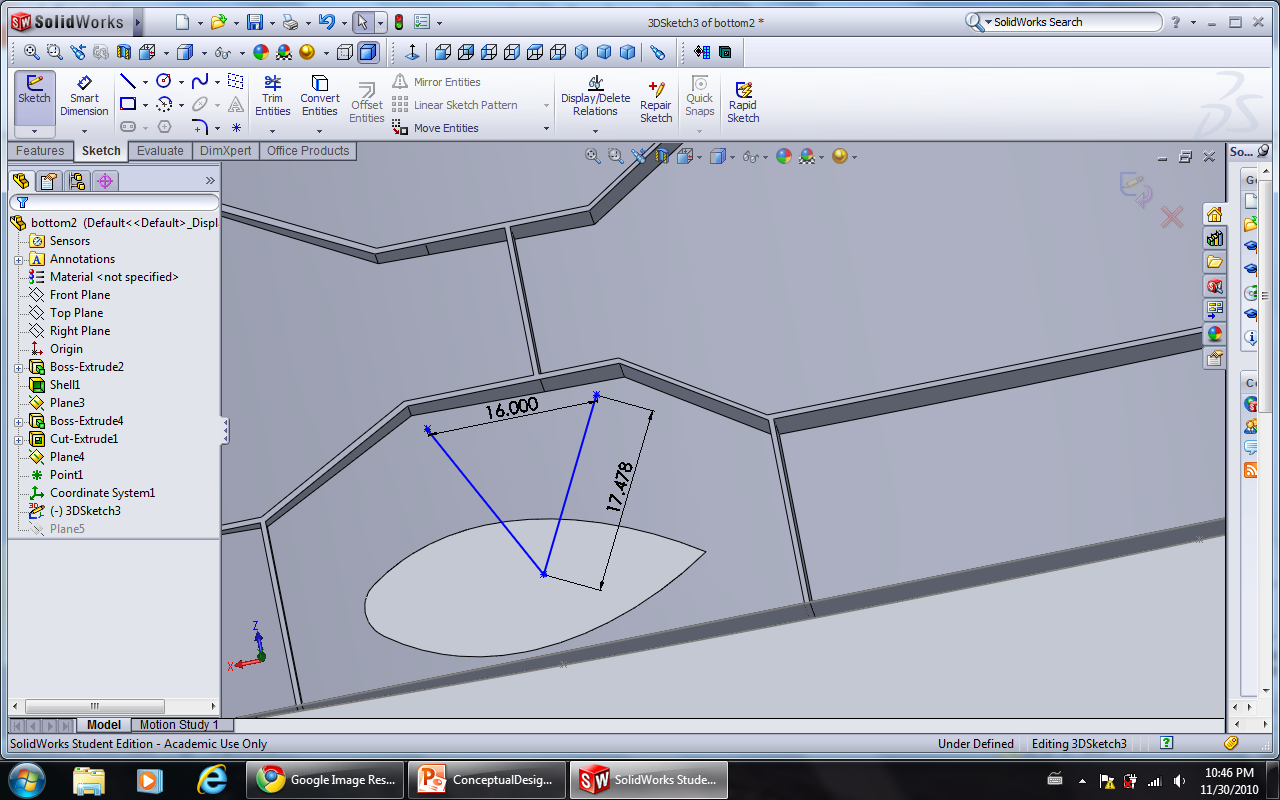 SolidWorks
3DSketch3 of bottom2 *
SolidWorks Search
Sketch
Smart Dimension
Trim Entities
Convert Entities
Offset Entities
Mirror Entities
Linear Sketch Pattern
Move Entities
Display/Delete Relations
Repair Sketch
Quick Snaps
Rapid Sketch
Features
Sketch
Evaluate
DimXpert
Office Products
So...
bottom2 (Default<<Default>_Displ
Sensors
Annotations
Material <not specified>
Front Plane
Top Plane
Right Plane
Origin
Boss-Extrude2
Shell1
Plane3
Boss-Extrude4
Cut-Extrude1
Plane4
Point1
Coordinate System1
(-) 3DSketch3
Plane5
16.000
17.478
Z
X
Model
Motion Study 1
SolidWorks Student Edition - Academic Use Only
Under Defined
Editing 3DSketch3
Google Image Res...
ConceptualDesig...
SolidWorks Stude...
10:46 PM
11/30/2010